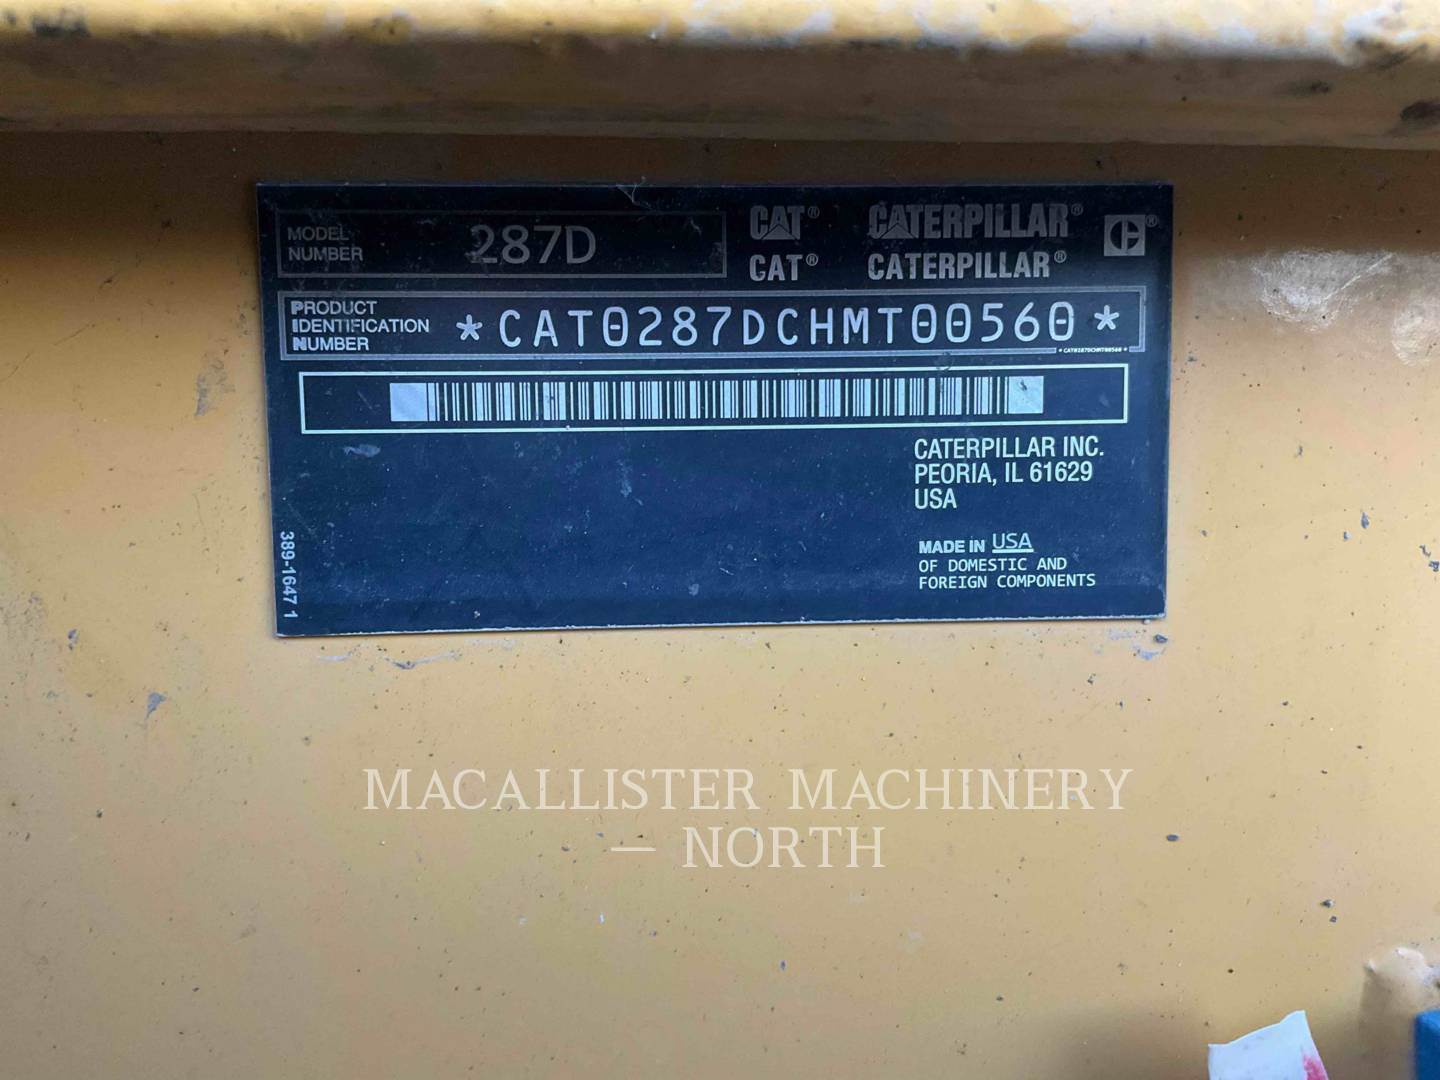 MODEL NUMBER 287D
CAT® CATERPILLAR® ®
CAT® CATERPILLAR®
PRODUCT
IDENTIFICATION
NUMBER
*CAT0287DCHMT00560*
*CAT0287DCHMT00560*
CATERPILLAR INC.
PEORIA, IL 61629
USA
MADE IN USA
OF DOMESTIC AND
FOREIGN COMPONENTS
389-1647 1
MACALLISTER MACHINERY
— NORTH